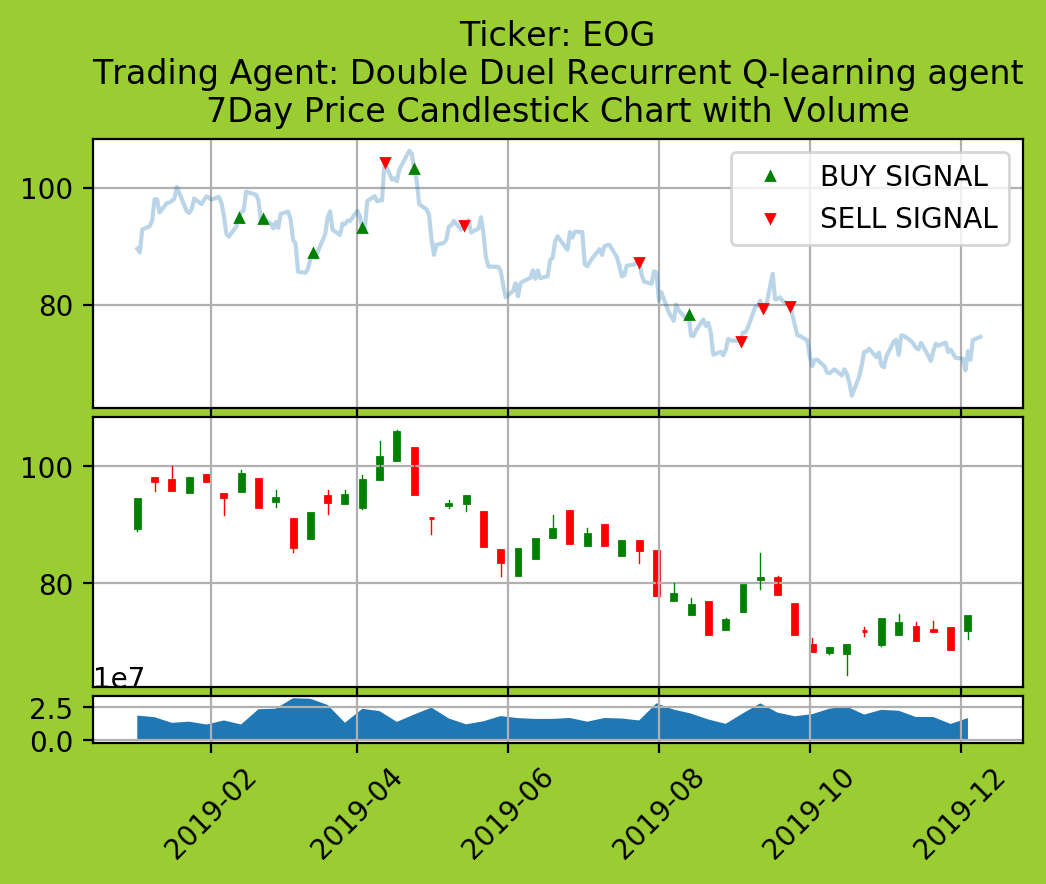 Ticker: EOG
Trading Agent: Double Duel Recurrent Q-learning agent
7Day Price Candlestick Chart with Volume
100
80
BUY SIGNAL
SELL SIGNAL
100
80
1e7
2.5
0.0
2019-02
2019-04
2019-06
2019-08
2019-10
2019-12